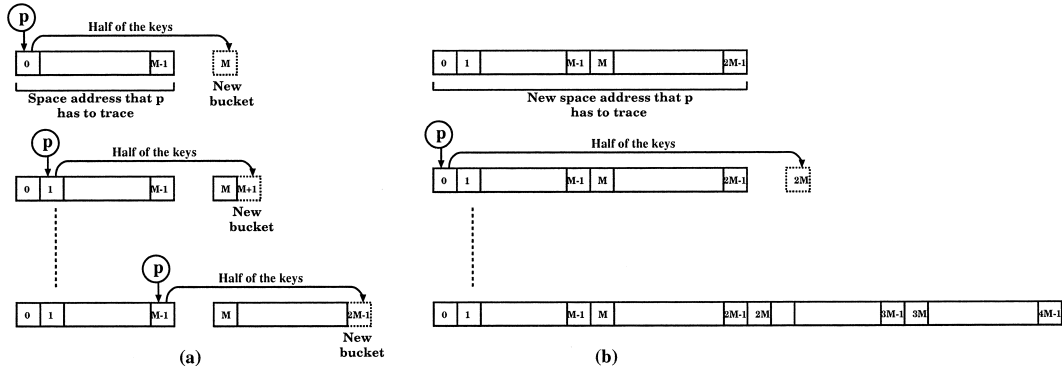 p
Half of the keys
0
M-1
M
Space address that p
has to trace
New
bucket
p
Half of the keys
0 1
M-1
M M+1
New
bucket
p
Half of the keys
0 1
M-1
M
2M-1
New
bucket
(a)
0 1
M-1 M
2M-1
New space address that p
has to trace
p
Half of the keys
0 1
M-1 M
2M-1
2M
0 1
M-1 M
2M-1 2M
3M-1 3M
4M-1
(b)